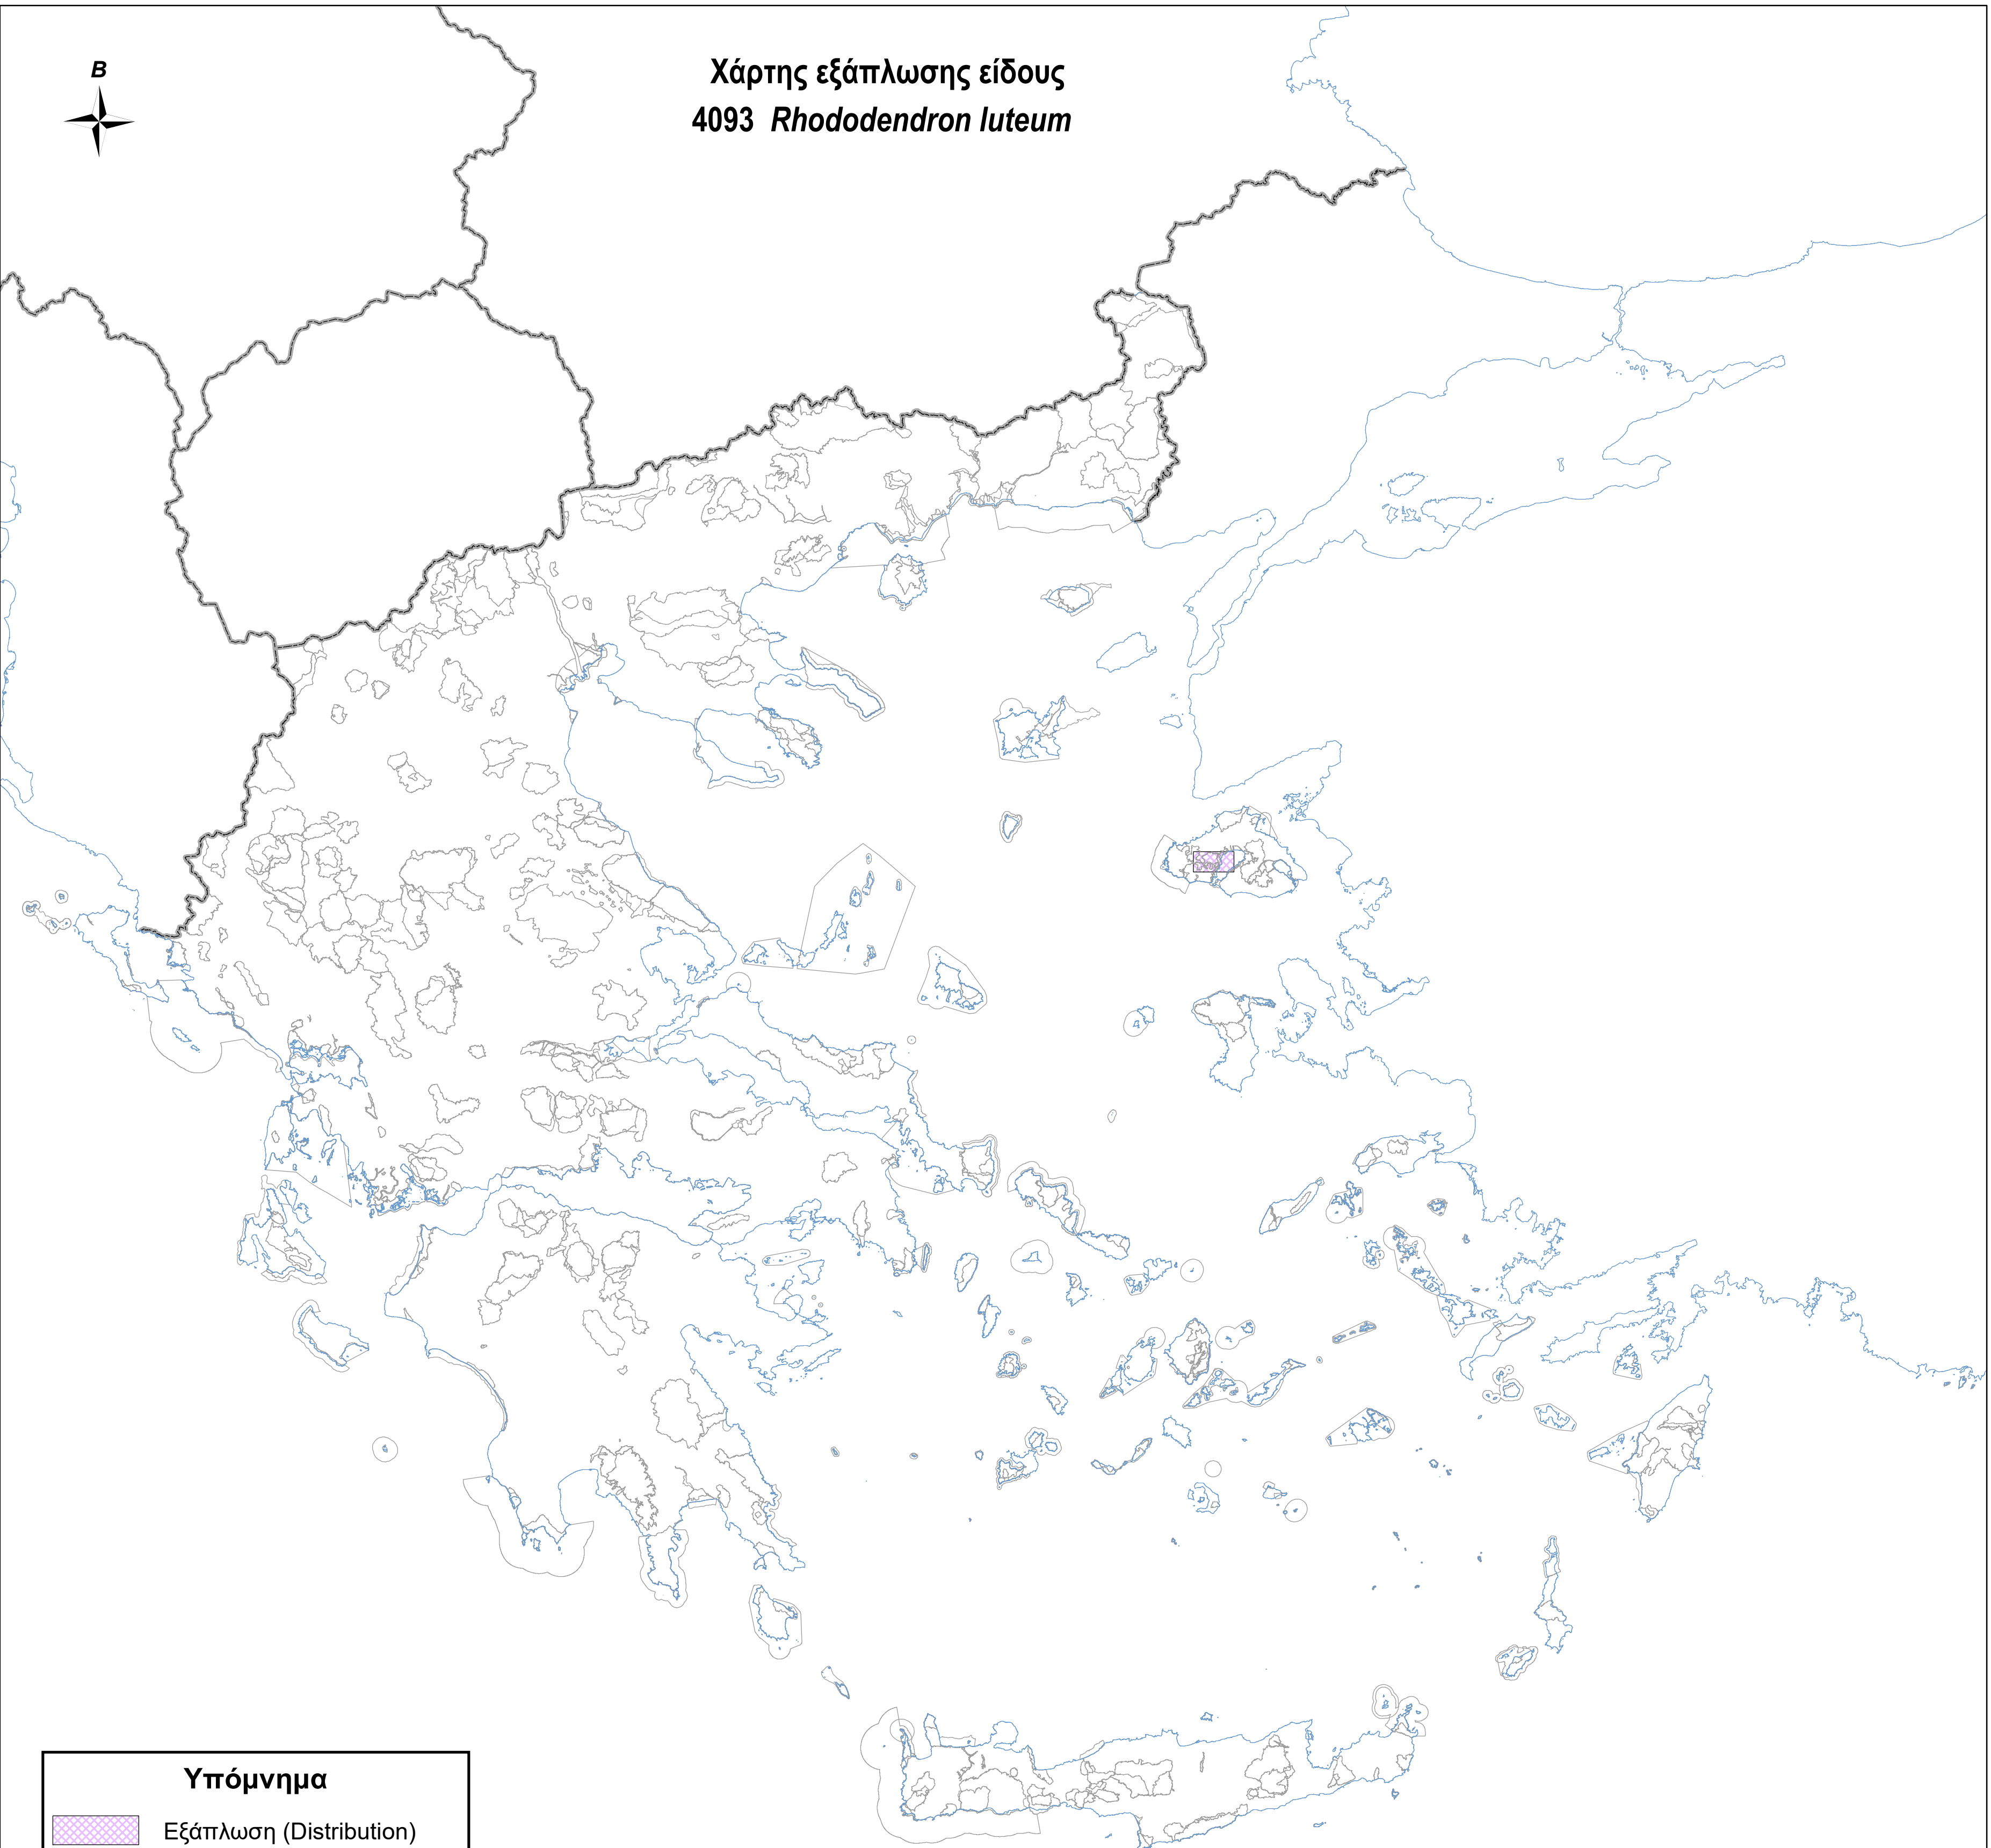 Β
Χάρτης εξάπλωσης είδους
4093 Rhododendron luteum
Υπόμνημα
Εξάπλωση (Distribution)